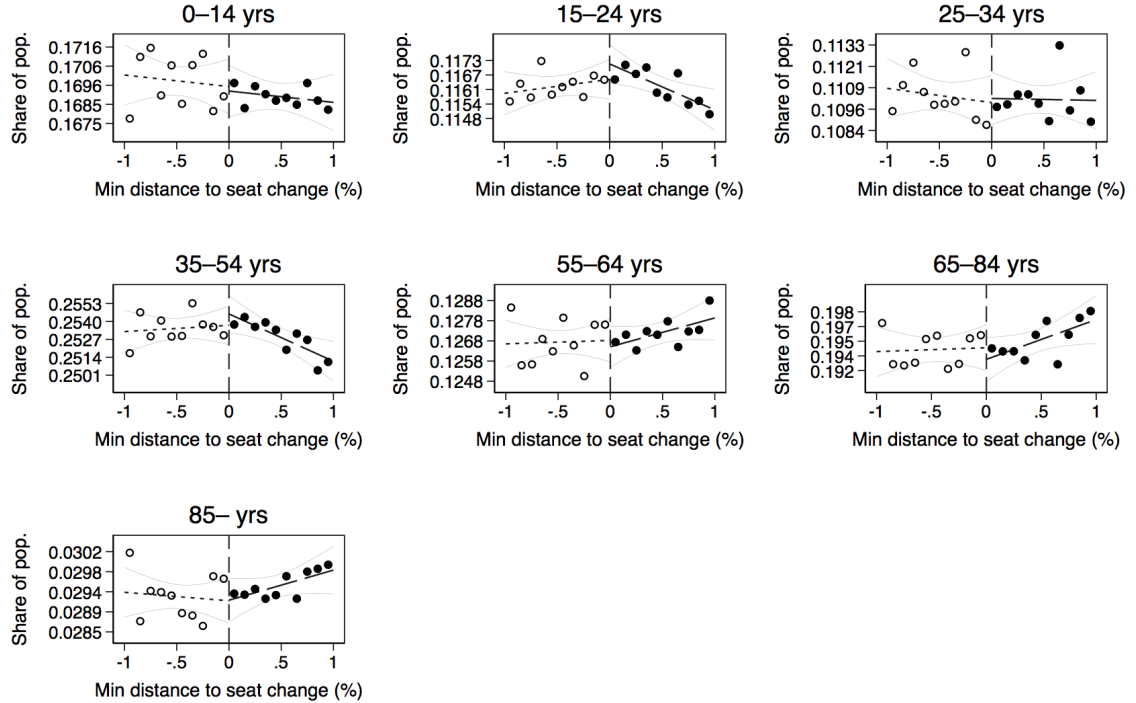 0–14 yrs
Share of pop.
0.1716
0.1706
0.1696
0.1685
0.1675
-1 -.5 0 .5 1
Min distance to seat change (%)
15–24 yrs
Share of pop.
0.1173
0.1167
0.1161
0.1154
0.1148
-1 -.5 0 .5 1
Min distance to seat change (%)
25–34 yrs
Share of pop.
0.1133
0.1121
0.1109
0.1096
0.1084
-1 -.5 0 .5 1
Min distance to seat change (%)
35–54 yrs
Share of pop.
0.2553
0.2540
0.2527
0.2514
0.2501
-1 -.5 0 .5 1
Min distance to seat change (%)
55–64 yrs
Share of pop.
0.1288
0.1278
0.1268
0.1258
0.1248
-1 -.5 0 .5 1
Min distance to seat change (%)
65–84 yrs
Share of pop.
0.198
0.197
0.195
0.194
0.192
-1 -.5 0 .5 1
Min distance to seat change (%)
85– yrs
Share of pop.
0.0302
0.0298
0.0294
0.0289
0.0285
-1 -.5 0 .5 1
Min distance to seat change (%)